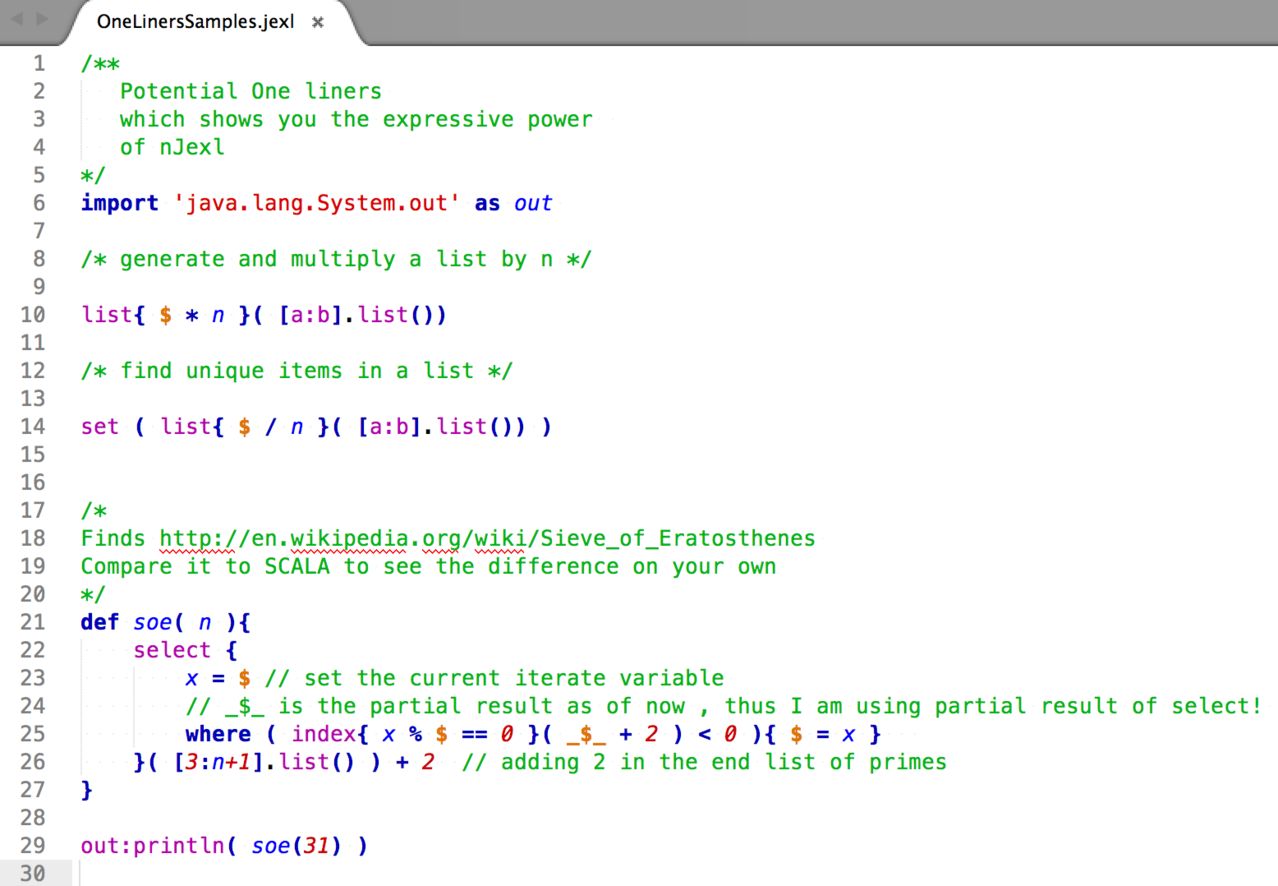 OneLinersSamples.jexl ×
1 /**
2 Potential One liners
3 which shows you the expressive power
4 of nJexl
5 */
6 import 'java.lang.System.out' as out
7
8 /* generate and multiply a list by n */
9
10 list{ $ * n }( [a:b].list())
11
12 /* find unique items in a list */
13
14 set ( list{ $ / n }( [a:b].list()) )
15
16
17 /*
18 Finds http://en.wikipedia.org/wiki/Sieve_of_Eratosthenes
19 Compare it to SCALA to see the difference on your own
20 */
21 def soe( n ){
22 select {
23 x = $ // set the current iterate variable
24 // _$_ is the partial result as of now , thus I am using partial result of select!
25 where ( index{ x % $ == 0 }( _$_ + 2 ) < 0 ){ $ = x }
26 }( [3:n+1].list() ) + 2 // adding 2 in the end list of primes
27 }
28
29 out:println( soe(31) )
30